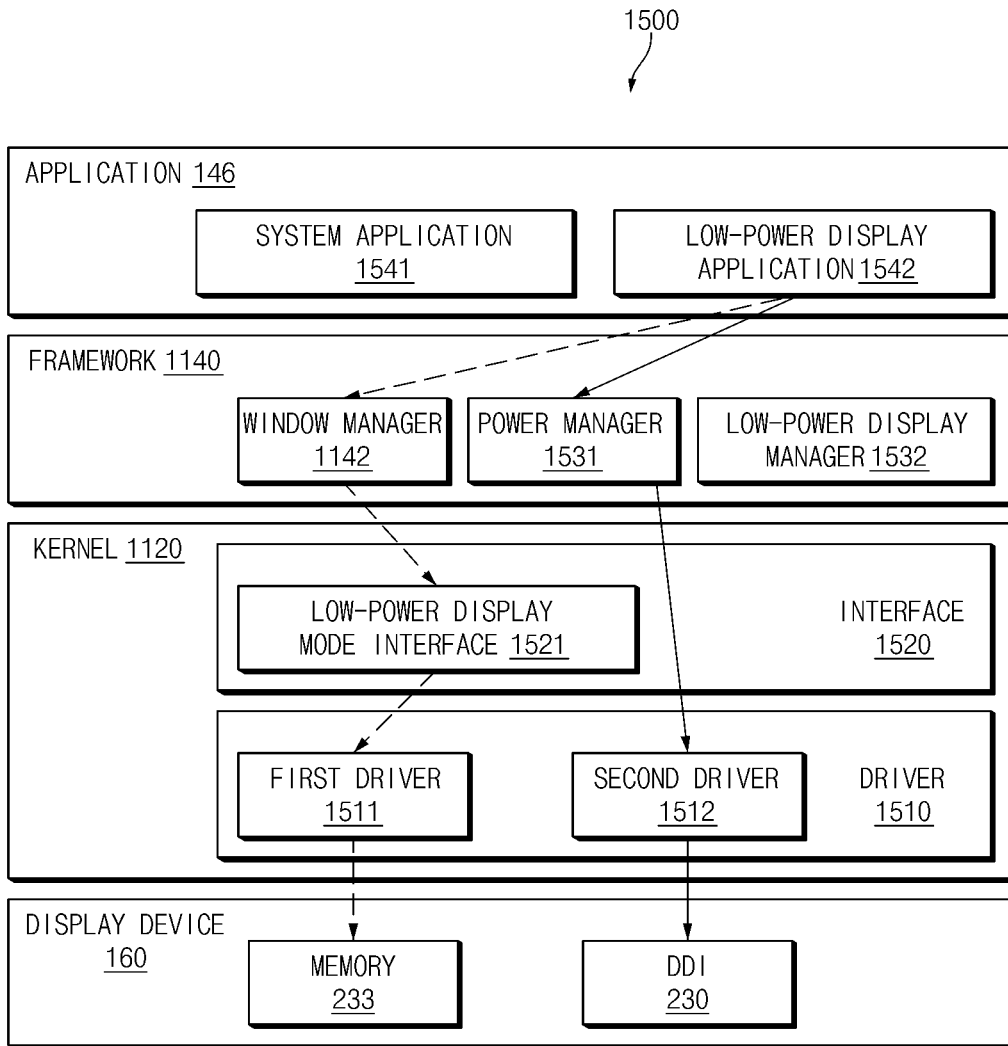 1500
APPLICATION 146
SYSTEM APPLICATION
1541
LOW-POWER DISPLAY
APPLICATION 1542
FRAMEWORK 1140
WINDOW MANAGER
1142
POWER MANAGER
1531
LOW-POWER DISPLAY
MANAGER 1532
KERNEL 1120
LOW-POWER DISPLAY
MODE INTERFACE 1521
INTERFACE
1520
FIRST DRIVER
1511
SECOND DRIVER
1512
DRIVER
1510
DISPLAY DEVICE
160
MEMORY
233
DDI
230